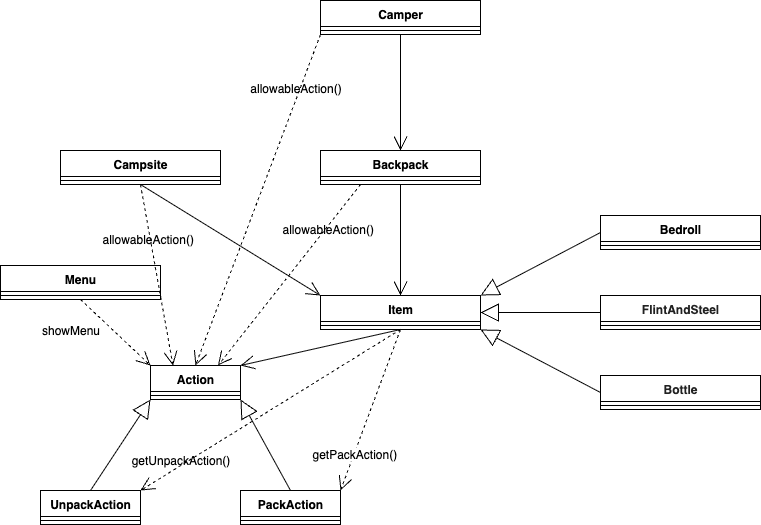 Camper
allowableAction()
Campsite
Backpack
allowableAction()
allowableAction()
Bedroll
Menu
Item
FlintAndSteel
showMenu
Action
Bottle
getUnpackAction()
getPackAction()
UnpackAction
PackAction